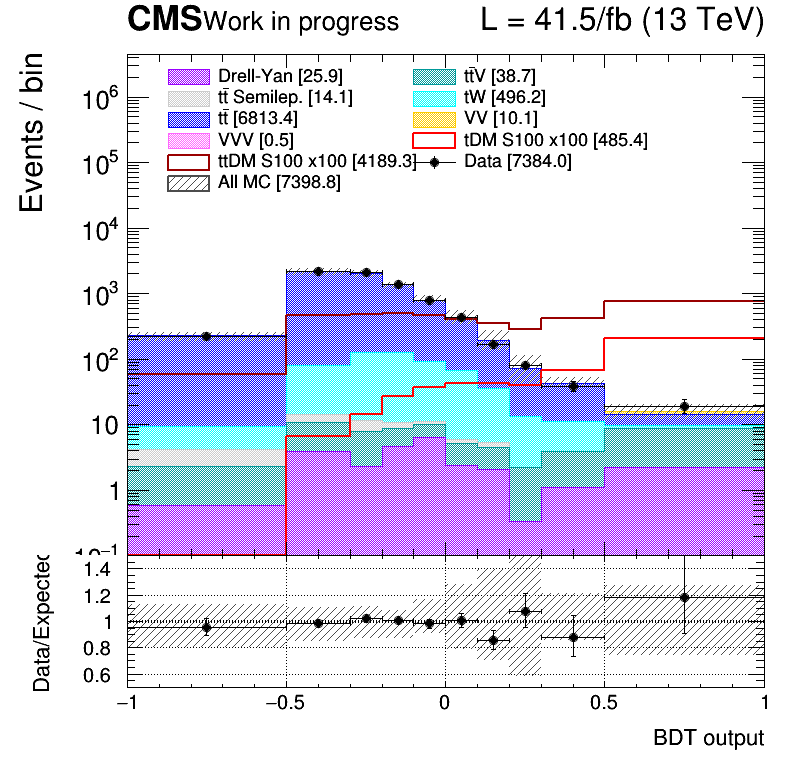 CMS Work in progress L = 41.5/fb (13 TeV)
Events / bin
Drell-Yan [25.9] tt̄V [38.7]
tt̄ Semilep. [14.1] tW [496.2]
tt̄ [6813.4] VV [10.1]
VVV [0.5] tDM S100 x100 [485.4]
ttDM S100 x100 [4189.3] Data [7384.0]
All MC [7398.8]
10⁶
10⁵
10⁴
10³
10²
10
1
10⁻¹
Data/Expected
1.4
1.2
1
0.8
0.6
−1 −0.5 0 0.5 1
BDT output